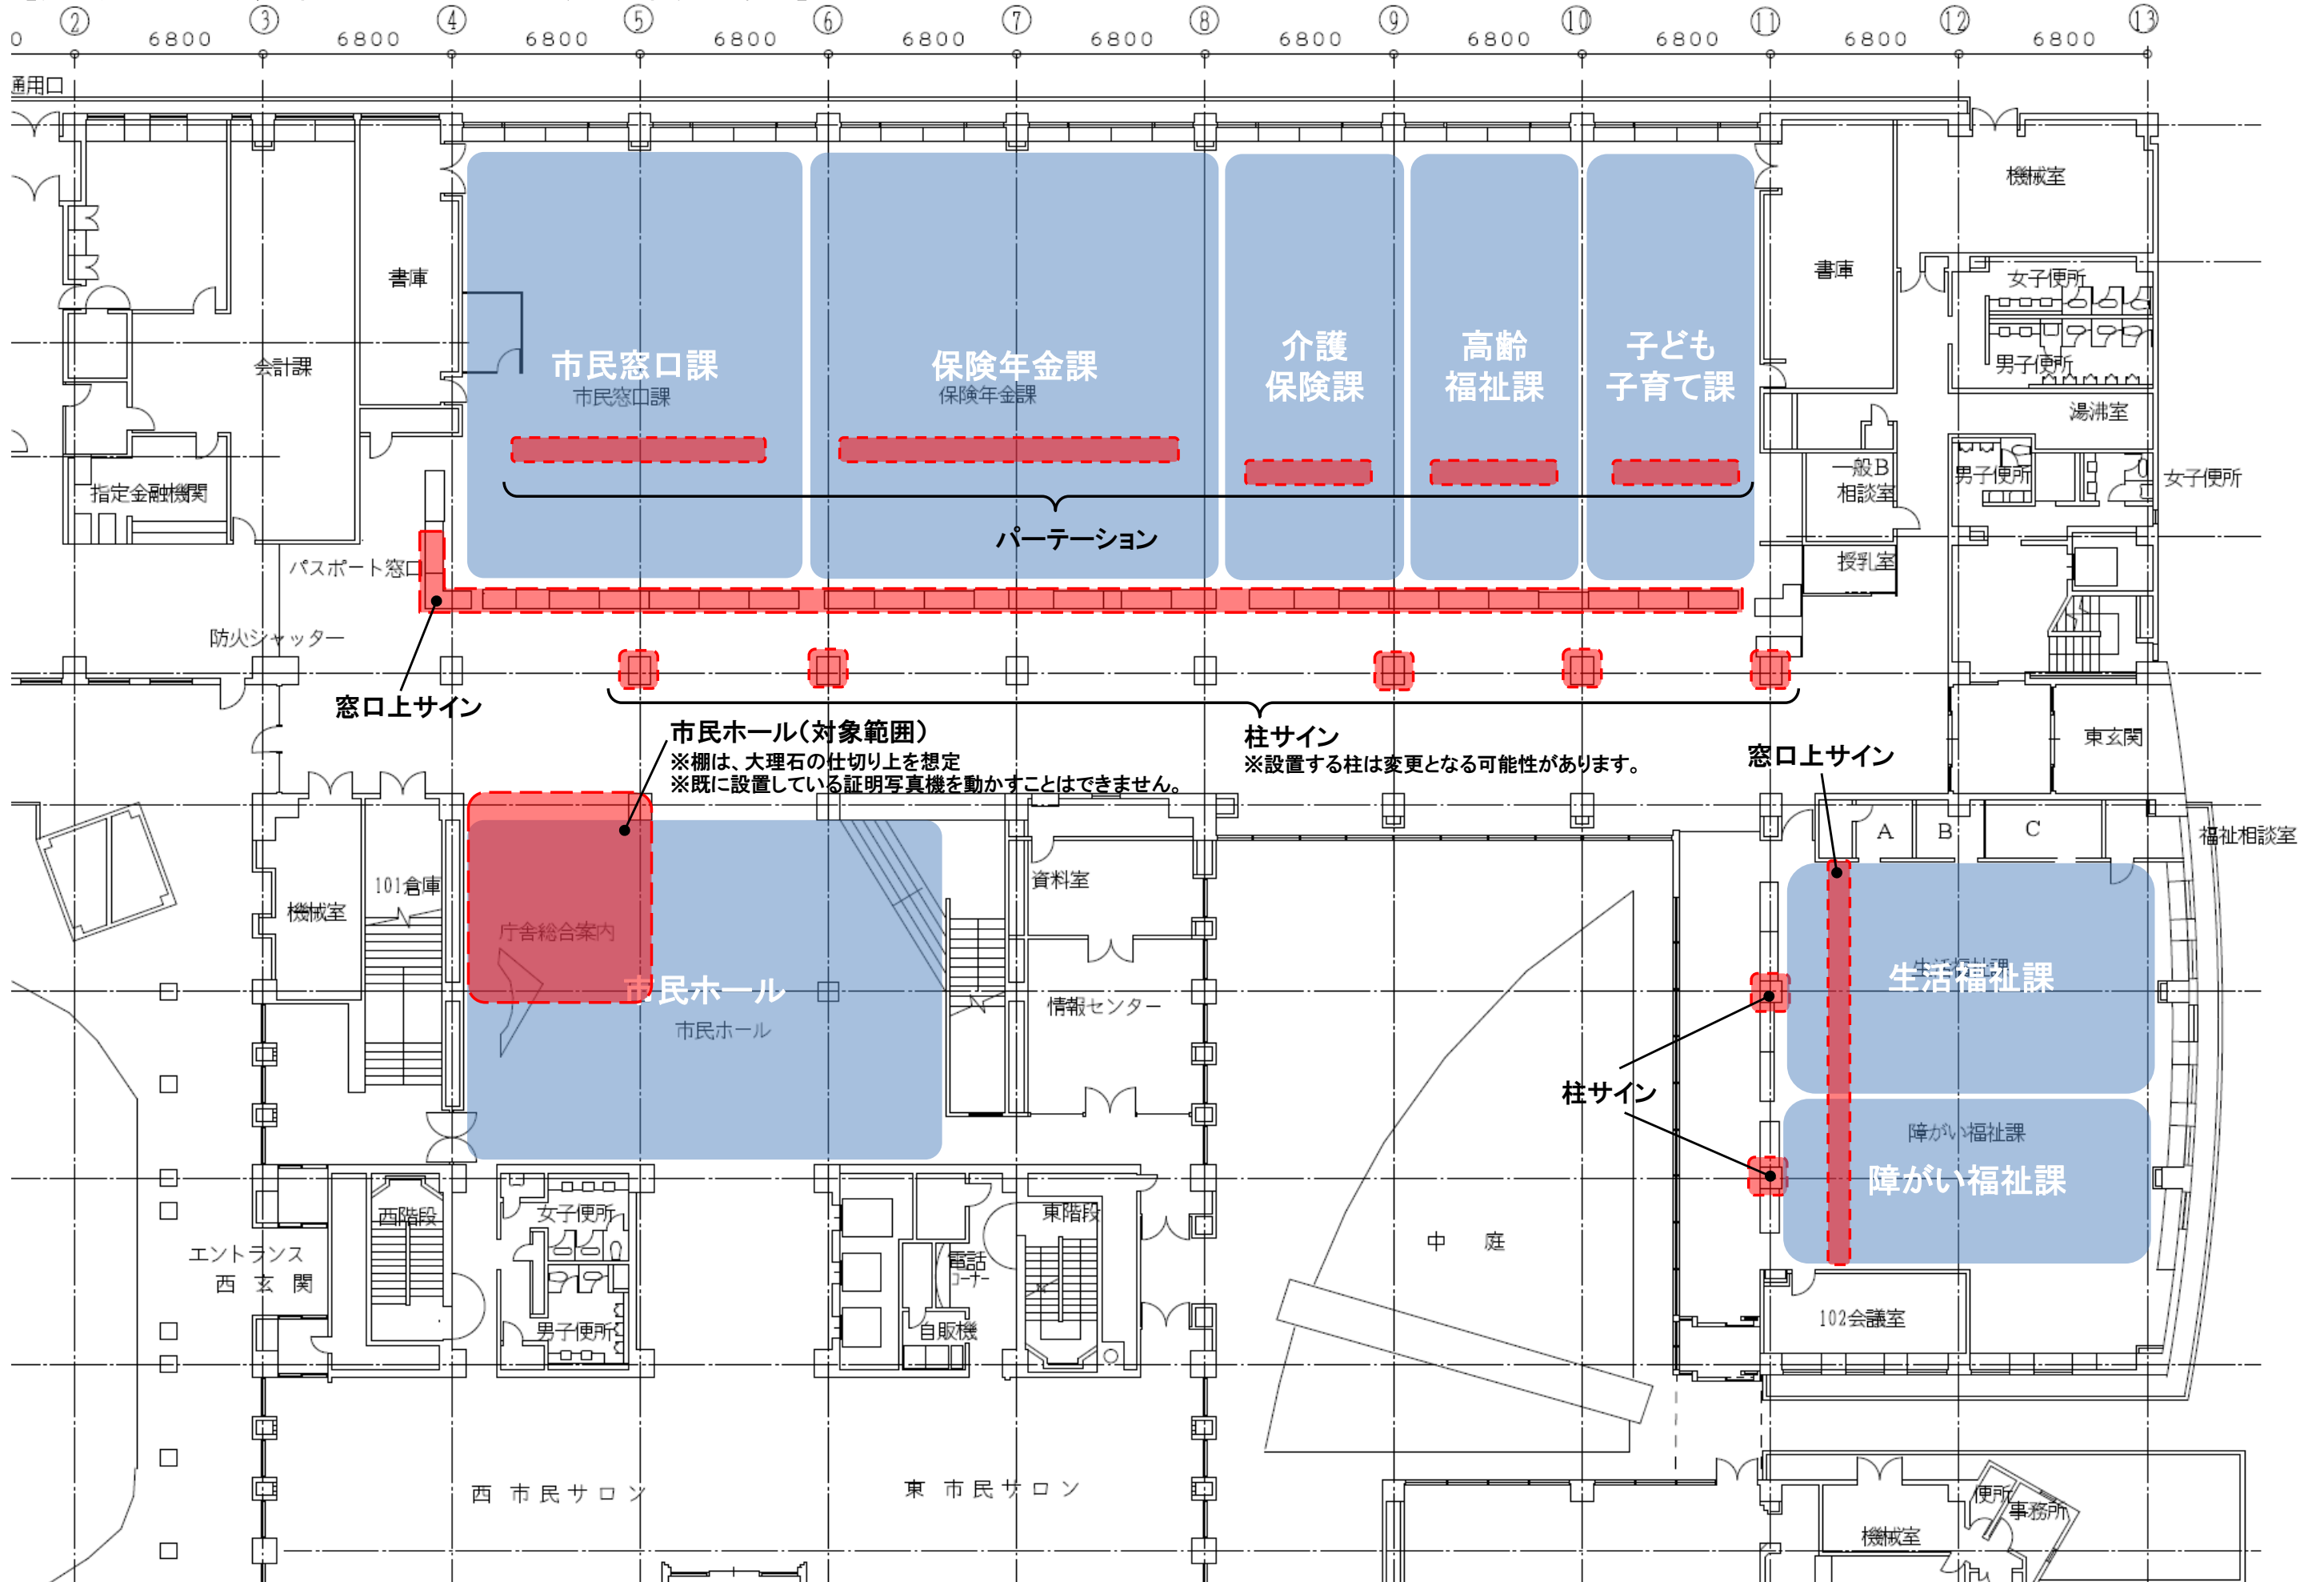 ② ③ ④ ⑤ ⑥ ⑦ ⑧ ⑨ ⑩ ⑪ ⑫ ⑬
0 6800 6800 6800 6800 6800 6800 6800 6800 6800 6800 6800
通用口
機械室
書庫
書庫
女子便所
会計課
市民窓口課
市民窓口課
保険年金課
保険年金課
介護
保険課
高齢
福祉課
子ども
子育て課
男子便所
湯沸室
指定金融機関
一般B
相談室
男子便所
女子便所
パーテーション
パスポート窓口
授乳室
防火シャッター
窓口上サイン
市民ホール(対象範囲)
※棚は、大理石の仕切り上を想定
※既に設置している証明写真機を動かすことはできません。
柱サイン
※設置する柱は変更となる可能性があります。
窓口上サイン
東玄関
A B C
福祉相談室
機械室
101倉庫
庁舎総合案内
市民ホール
市民ホール
資料室
情報センター
生活福祉課
生活福祉課
柱サイン
障がい福祉課
障がい福祉課
西階段
女子便所
東階段
エントランス
西玄関
電話
コーナー
中庭
男子便所
自販機
102会議室
西市民サロン
東市民サロン
便所
事務所
機械室